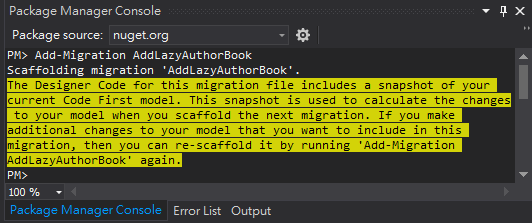 Package Manager Console
Package source: nuget.org
PM> Add-Migration AddLazyAuthorBook
Scaffolding migration 'AddLazyAuthorBook'.
The Designer Code for this migration file includes a snapshot of your
current Code First model. This snapshot is used to calculate the changes
to your model when you scaffold the next migration. If you make
additional changes to your model that you want to include in this
migration, then you can re-scaffold it by running 'Add-Migration
AddLazyAuthorBook' again.
PM>
100 %
Package Manager Console Error List Output